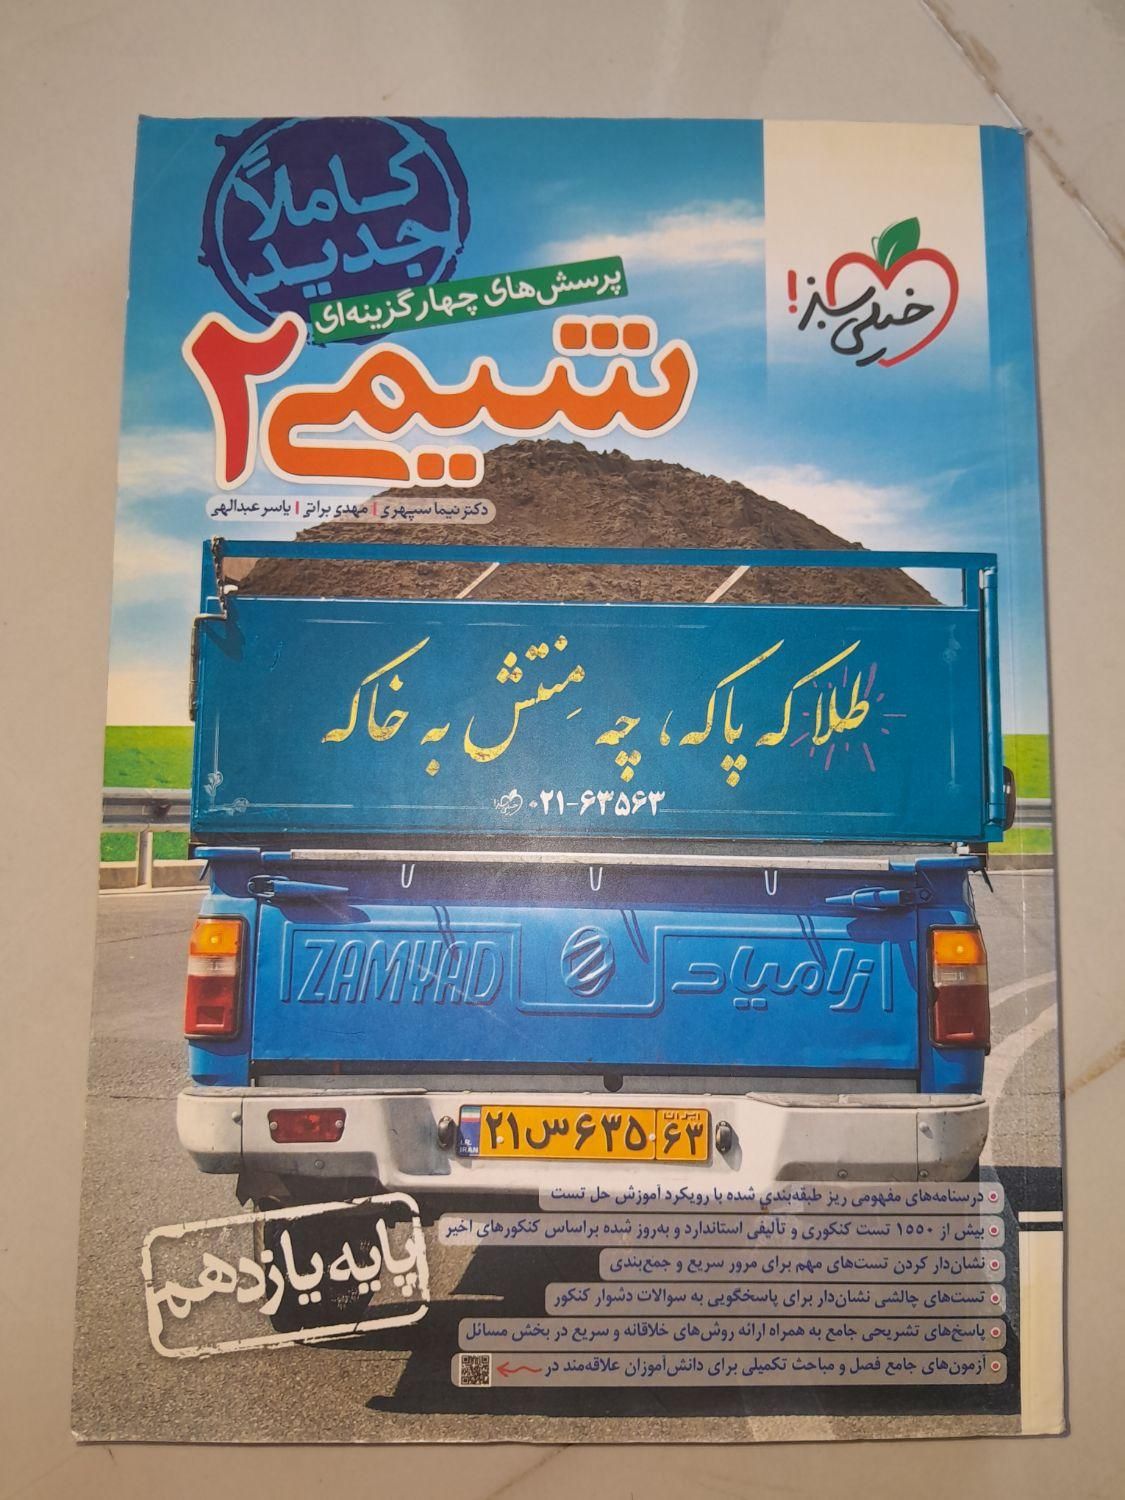 کاملاً
جدید
خیلی سبز!
پرسش‌های چهارگزینه‌ای
شیمی ۲
دکتر نیما سپهری | مهدی براتی | یاسر عبدالهی
طلا که پاکه، چه مِنتش به خاکه
۰۲۱-۶۳۵۶۳ خیلی سبز
ZAMYAD زامیاد
I.R. IRAN ۲۱س۶۳۵ ایران ۶۳
درسنامه‌های مفهومی ریز طبقه‌بندی شده با رویکرد آموزش حل تست
بیش از ۱۵۵۰ تست کنکوری و تألیفی استاندارد و به‌روز شده براساس کنکورهای اخیر
نشان‌دار کردن تست‌های مهم برای مرور سریع و جمع‌بندی
تست‌های چالشی نشان‌دار برای پاسخگویی به سوالات دشوار کنکور
پاسخ‌های تشریحی جامع به همراه ارائه روش‌های خلاقانه و سریع در بخش مسائل
آزمون‌های جامع فصل و مباحث تکمیلی برای دانش‌آموزان علاقه‌مند در
پایه یازدهم